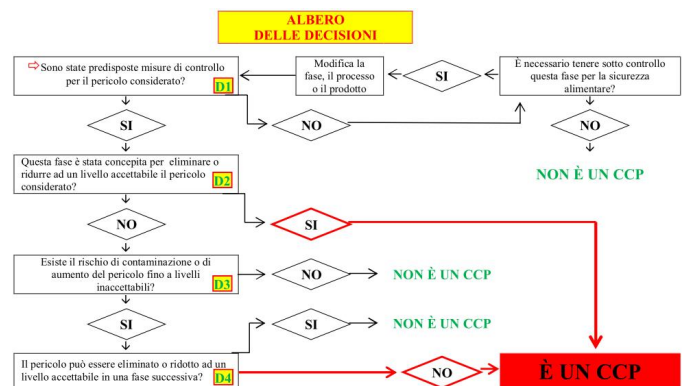 ALBERO
DELLE DECISIONI
⇨Sono state predisposte misure di controllo
per il pericolo considerato?
D1
Modifica la
fase, il processo
o il prodotto
SI
È necessario tenere sotto controllo
questa fase per la sicurezza
alimentare?
SI
NO
NO
NON È UN CCP
Questa fase è stata concepita per eliminare o
ridurre ad un livello accettabile il pericolo
considerato?
D2
NO
SI
Esiste il rischio di contaminazione o di
aumento del pericolo fino a livelli
inaccettabili?
D3
NO
NON È UN CCP
SI
SI
NON È UN CCP
Il pericolo può essere eliminato o ridotto ad un
livello accettabile in una fase successiva?
D4
NO
È UN CCP